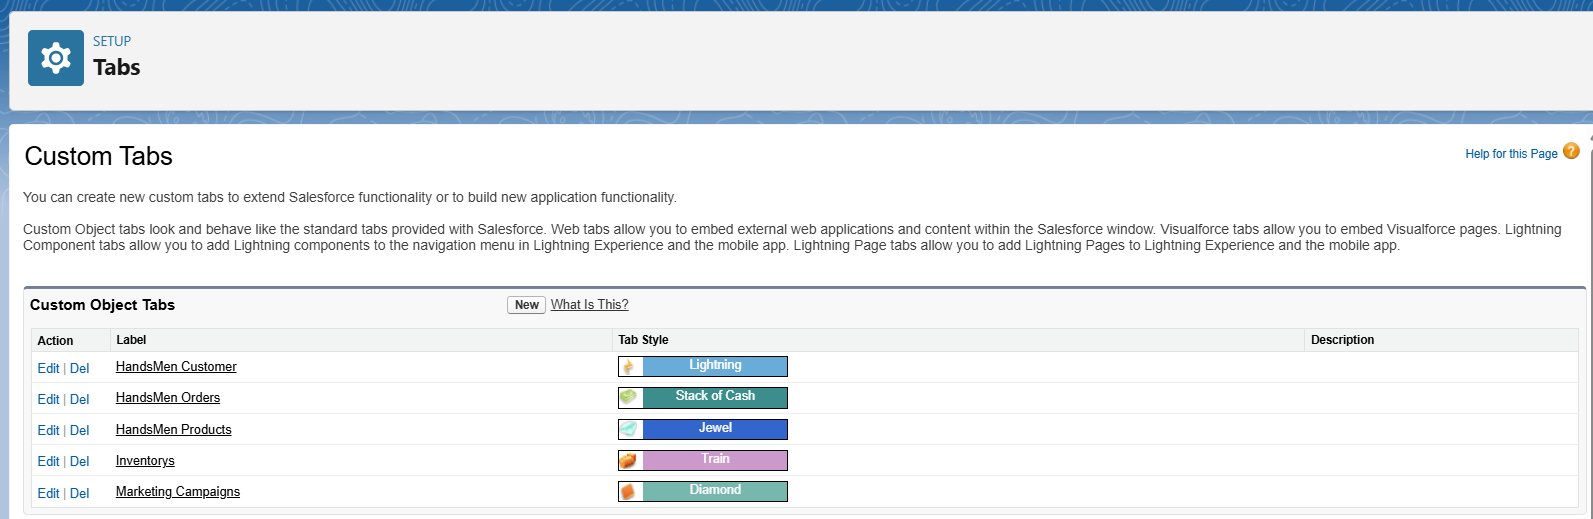 SETUP
Tabs
Custom Tabs
Help for this Page ?
You can create new custom tabs to extend Salesforce functionality or to build new application functionality.
Custom Object tabs look and behave like the standard tabs provided with Salesforce. Web tabs allow you to embed external web applications and content within the Salesforce window. Visualforce tabs allow you to embed Visualforce pages. Lightning
Component tabs allow you to add Lightning components to the navigation menu in Lightning Experience and the mobile app. Lightning Page tabs allow you to add Lightning Pages to Lightning Experience and the mobile app.
Custom Object Tabs New What Is This?
Action Label Tab Style Description
Edit | Del HandsMen Customer Lightning
Edit | Del HandsMen Orders Stack of Cash
Edit | Del HandsMen Products Jewel
Edit | Del Inventorys Train
Edit | Del Marketing Campaigns Diamond